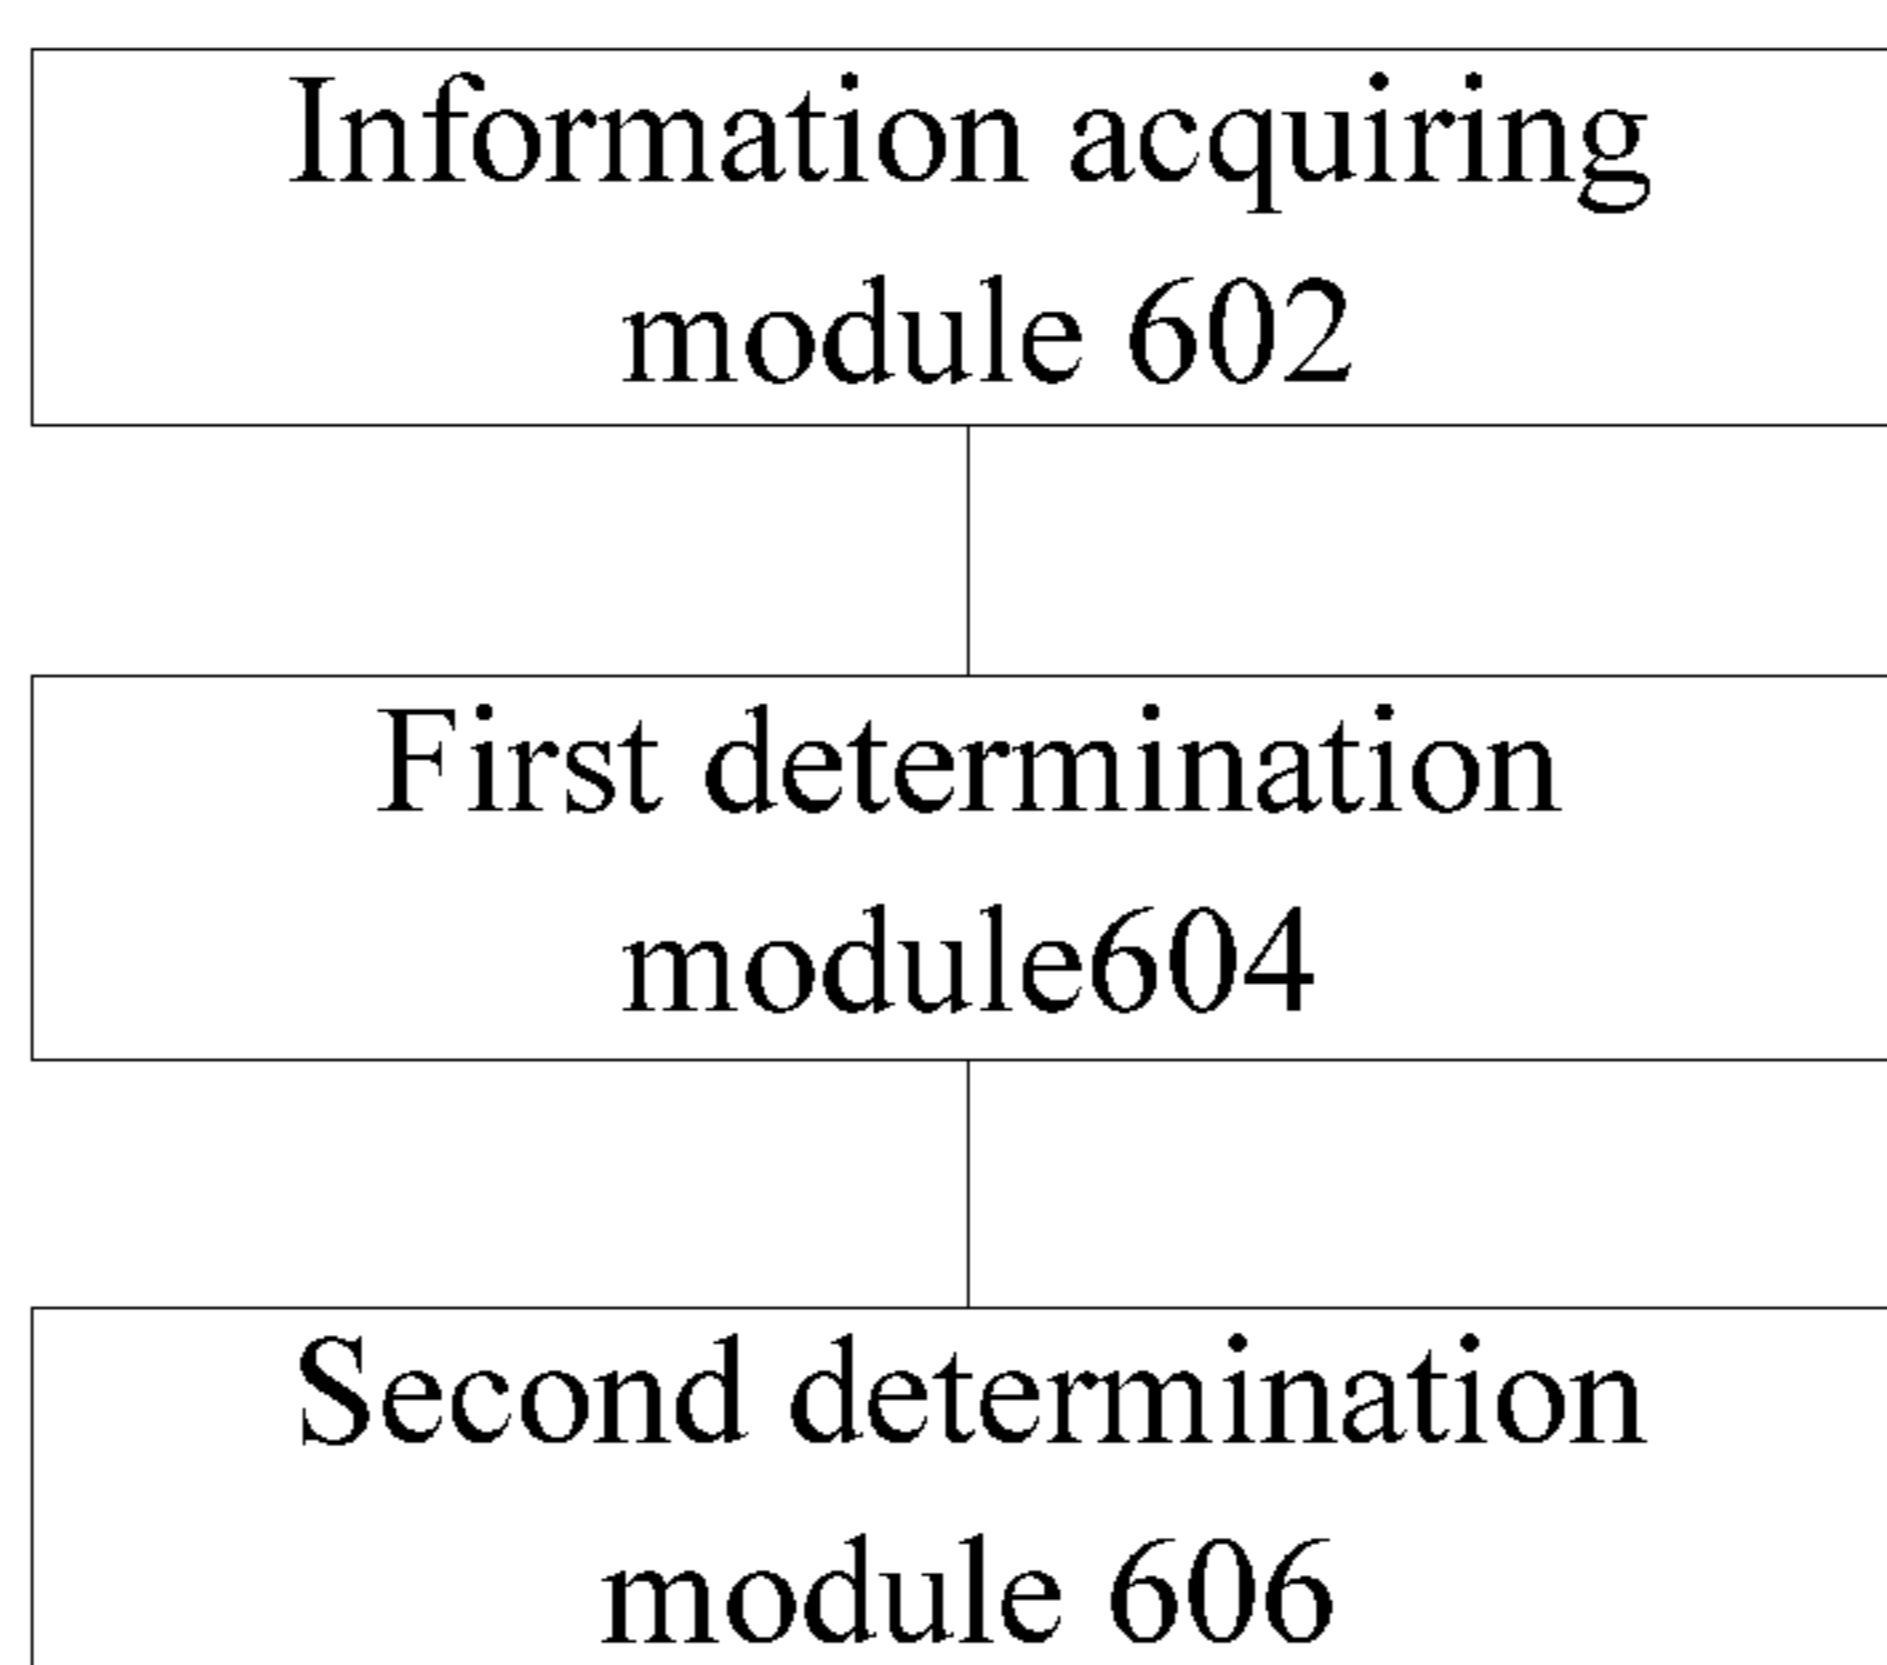 Information acquiring
module 602
First determination
module604
Second determination
module 606